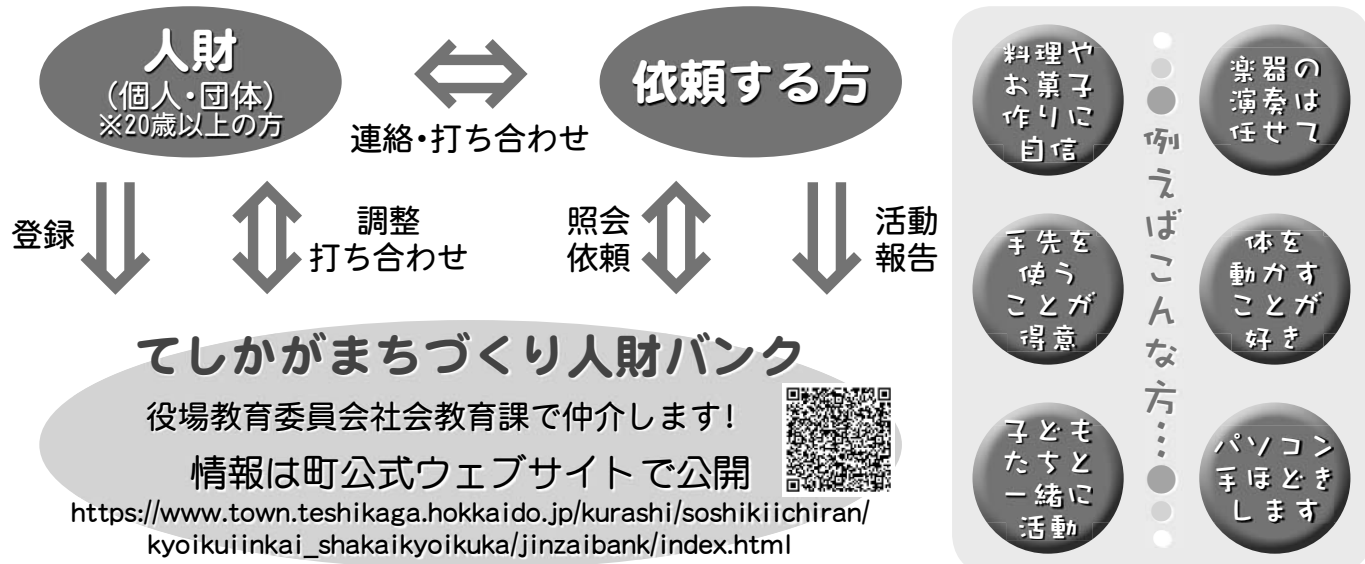 人財
(個人・団体)
※20歳以上の方
依頼する方
連絡・打ち合わせ
登録
調整
打ち合わせ
照会
依頼
活動
報告
てしかがまちづくり人財バンク
役場教育委員会社会教育課で仲介します!
情報は町公式ウェブサイトで公開
https://www.town.teshikaga.hokkaido.jp/kurashi/soshikiichiran/
kyoikuiinkai_shakaikyoikuka/jinzaibank/index.html
例えばこんな方…
料理や
お菓子
作りに
自信
楽器の
演奏は
任せて
手先を
使う
ことが
得意
体を
動かす
ことが
好き
子ども
たちと
一緒に
活動
パソコン
手ほどき
します